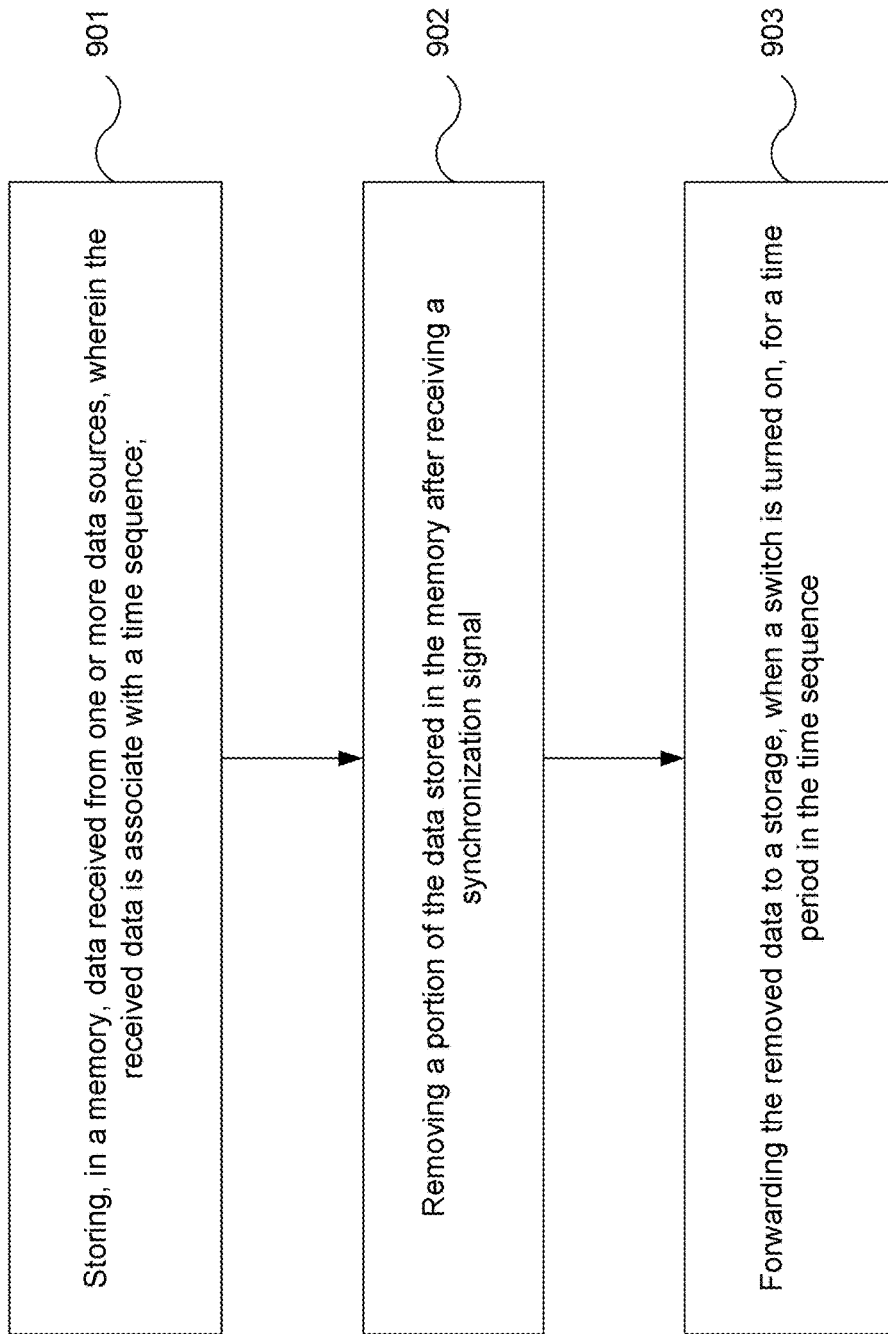 Storing, in a memory, data received from one or more data sources, wherein the
received data is associate with a time sequence;
901
Removing a portion of the data stored in the memory after receiving a
synchronization signal
902
Forwarding the removed data to a storage, when a switch is turned on, for a time
period in the time sequence
903